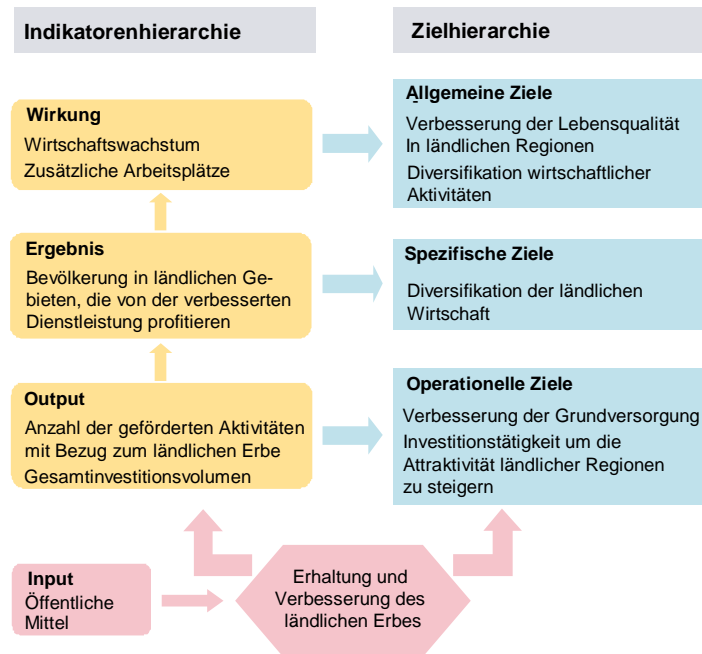 Indikatorenhierarchie
Zielhierarchie
Wirkung
Wirtschaftswachstum
Zusätzliche Arbeitsplätze
Allgemeine Ziele
Verbesserung der Lebensqualität
In ländlichen Regionen
Diversifikation wirtschaftlicher
Aktivitäten
Ergebnis
Bevölkerung in ländlichen Ge-
bieten, die von der verbesserten
Dienstleistung profitieren
Spezifische Ziele
Diversifikation der ländlichen
Wirtschaft
Output
Anzahl der geförderten Aktivitäten
mit Bezug zum ländlichen Erbe
Gesamtinvestitionsvolumen
Operationelle Ziele
Verbesserung der Grundversorgung
Investitionstätigkeit um die
Attraktivität ländlicher Regionen
zu steigern
Input
Öffentliche
Mittel
Erhaltung und
Verbesserung des
ländlichen Erbes